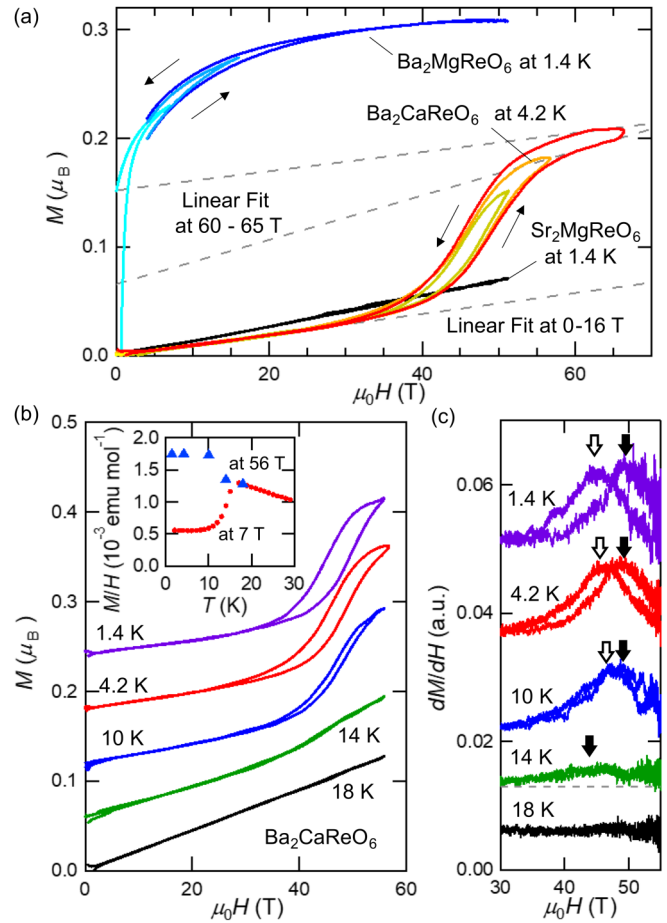 (a)
0.3
0.2
0.1
0.0
M (μB)
Ba2MgReO6 at 1.4 K
Ba2CaReO6
at 4.2 K
Linear Fit
at 60 - 65 T
Sr2MgReO6
at 1.4 K
Linear Fit at 0-16 T
0
20
40
60
μ0H (T)
(b)
0.5
0.4
0.3
0.2
0.1
0.0
M (μB)
2.0
1.5
1.0
0.5
0
M/H (10⁻³ emu mol⁻¹)
at 56 T
at 7 T
0
10
20
30
T (K)
1.4 K
4.2 K
10 K
14 K
18 K
Ba2CaReO6
0
20
40
60
μ0H (T)
(c)
0.06
0.04
0.02
0.00
dM/dH (a.u.)
1.4 K
4.2 K
10 K
14 K
18 K
30
40
50
μ0H (T)